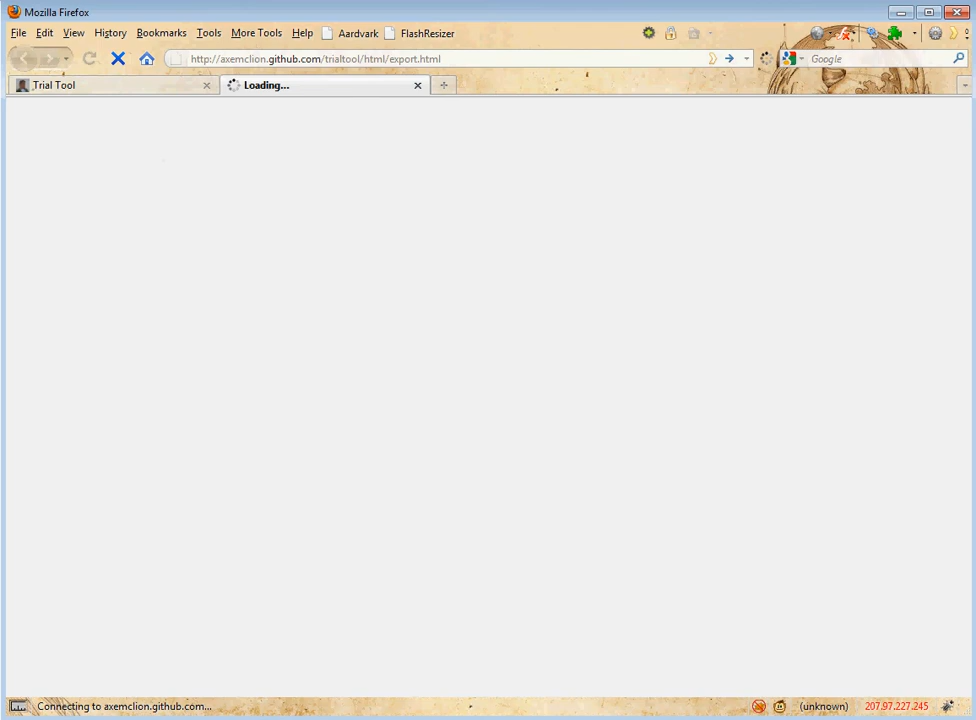 Mozilla Firefox
File Edit View History Bookmarks Tools More Tools Help Aardvark FlashResizer
http://axemclion.github.com/trialtool/html/export.html Google
Trial Tool Loading...
Connecting to axemclion.github.com... (unknown) 207.97.227.245